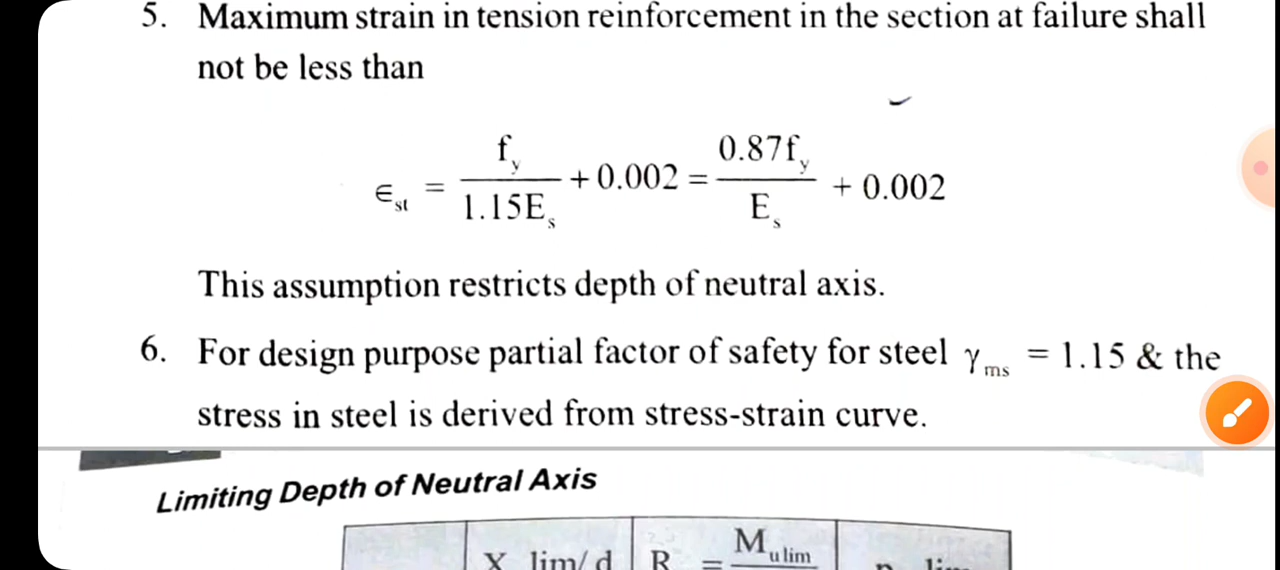 5. Maximum strain in tension reinforcement in the section at failure shall
not be less than
∈st = fy / 1.15Es + 0.002 = 0.87fy / Es + 0.002
This assumption restricts depth of neutral axis.
6. For design purpose partial factor of safety for steel γms = 1.15 & the
stress in steel is derived from stress-strain curve.
Limiting Depth of Neutral Axis
X lim/d R = Mulim